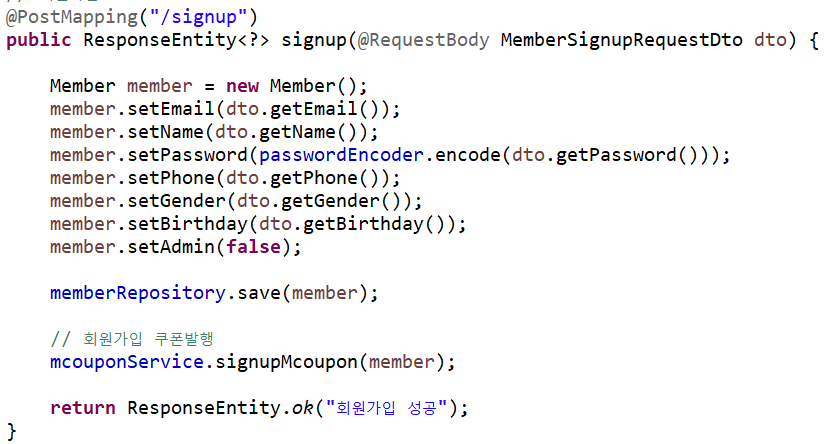 @PostMapping("/signup")
public ResponseEntity<?> signup(@RequestBody MemberSignupRequestDto dto) {
Member member = new Member();
member.setEmail(dto.getEmail());
member.setName(dto.getName());
member.setPassword(passwordEncoder.encode(dto.getPassword()));
member.setPhone(dto.getPhone());
member.setGender(dto.getGender());
member.setBirthday(dto.getBirthday());
member.setAdmin(false);
memberRepository.save(member);
// 회원가입 쿠폰발행
mcouponService.signupMcoupon(member);
return ResponseEntity.ok("회원가입 성공");
}